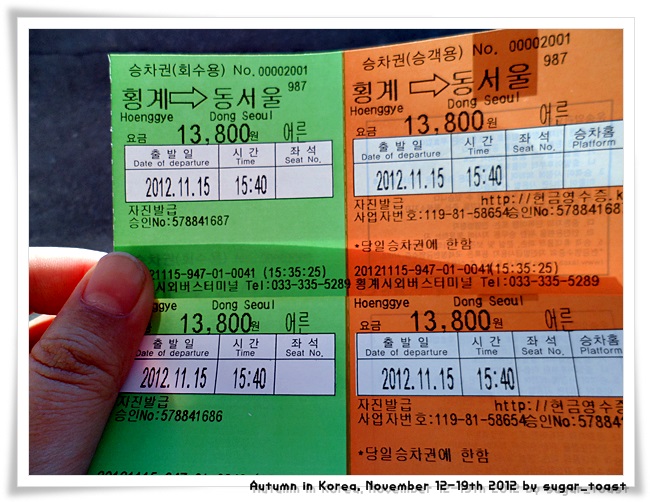 승차권(회수용) No. 00002001
987
횡계 ⇨ 동서울
Hoenggye Dong Seoul
요금 13,800원 어른
출발일 시간 좌석
Date of departure Time Seat No.
2012.11.15 15:40
자진발급
승인No:578841687
20121115-947-01-0041 (15:35:25)
시외버스터미널 Tel:033-335-5289
Hoenggye Dong Seoul
13,800원 어른
출발일 시간 좌석
Date of departure Time Seat No.
2012.11.15 15:40
자진발급
승인No:578841686
승차권(승객용) No. 00002001
987
횡계 ⇨ 동서울
Hoenggye Dong Seoul
요금 13,800원 어른
출발일 시간 좌석 승차홈
Date of departure Time Seat No. Platform
2012.11.15 15:40
자진발급 http://현금영수증.k
사업자번호:119-81-58654승인No:57884168
*당일승차권에 한함
20121115-947-01-0041(15:35:25)
횡계시외버스터미널 Tel:033-335-5289
Hoenggye Dong Seoul
요금 13,800원 어른
출발일 시간 좌석 승차홈
Date of departure Time Seat No. Platform
2012.11.15 15:40
자진발급 http://현금영수증
사업자번호:119-81-58654승인No:5788416
*당일승차권에 한함
Autumn in Korea, November 12-19th 2012 by sugar_toast